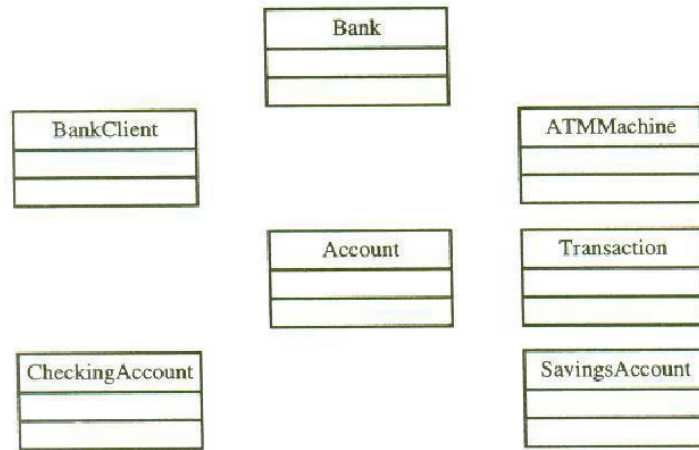 Bank
BankClient
ATMMachine
Account
Transaction
CheckingAccount
SavingsAccount